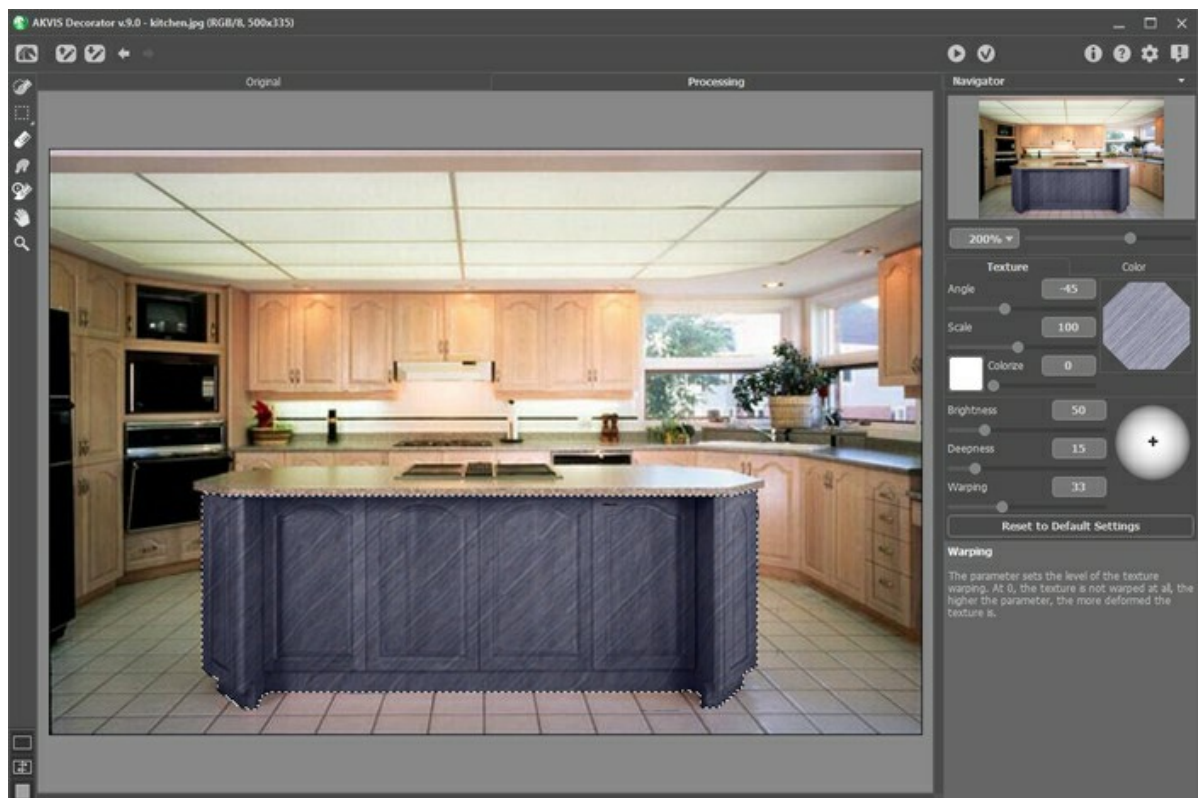 AKVIS Decorator v.9.0 - kitchen.jpg (RGB/8, 500x335)
Original
Processing
Navigator
200%
Texture
Color
Angle
-45
Scale
100
Colorize
0
Brightness
50
Deepness
15
Warping
33
Reset to Default Settings
Warping
The parameter sets the level of the texture
warping. At 0, the texture is not warped at all, the
higher the parameter, the more deformed the
texture is.